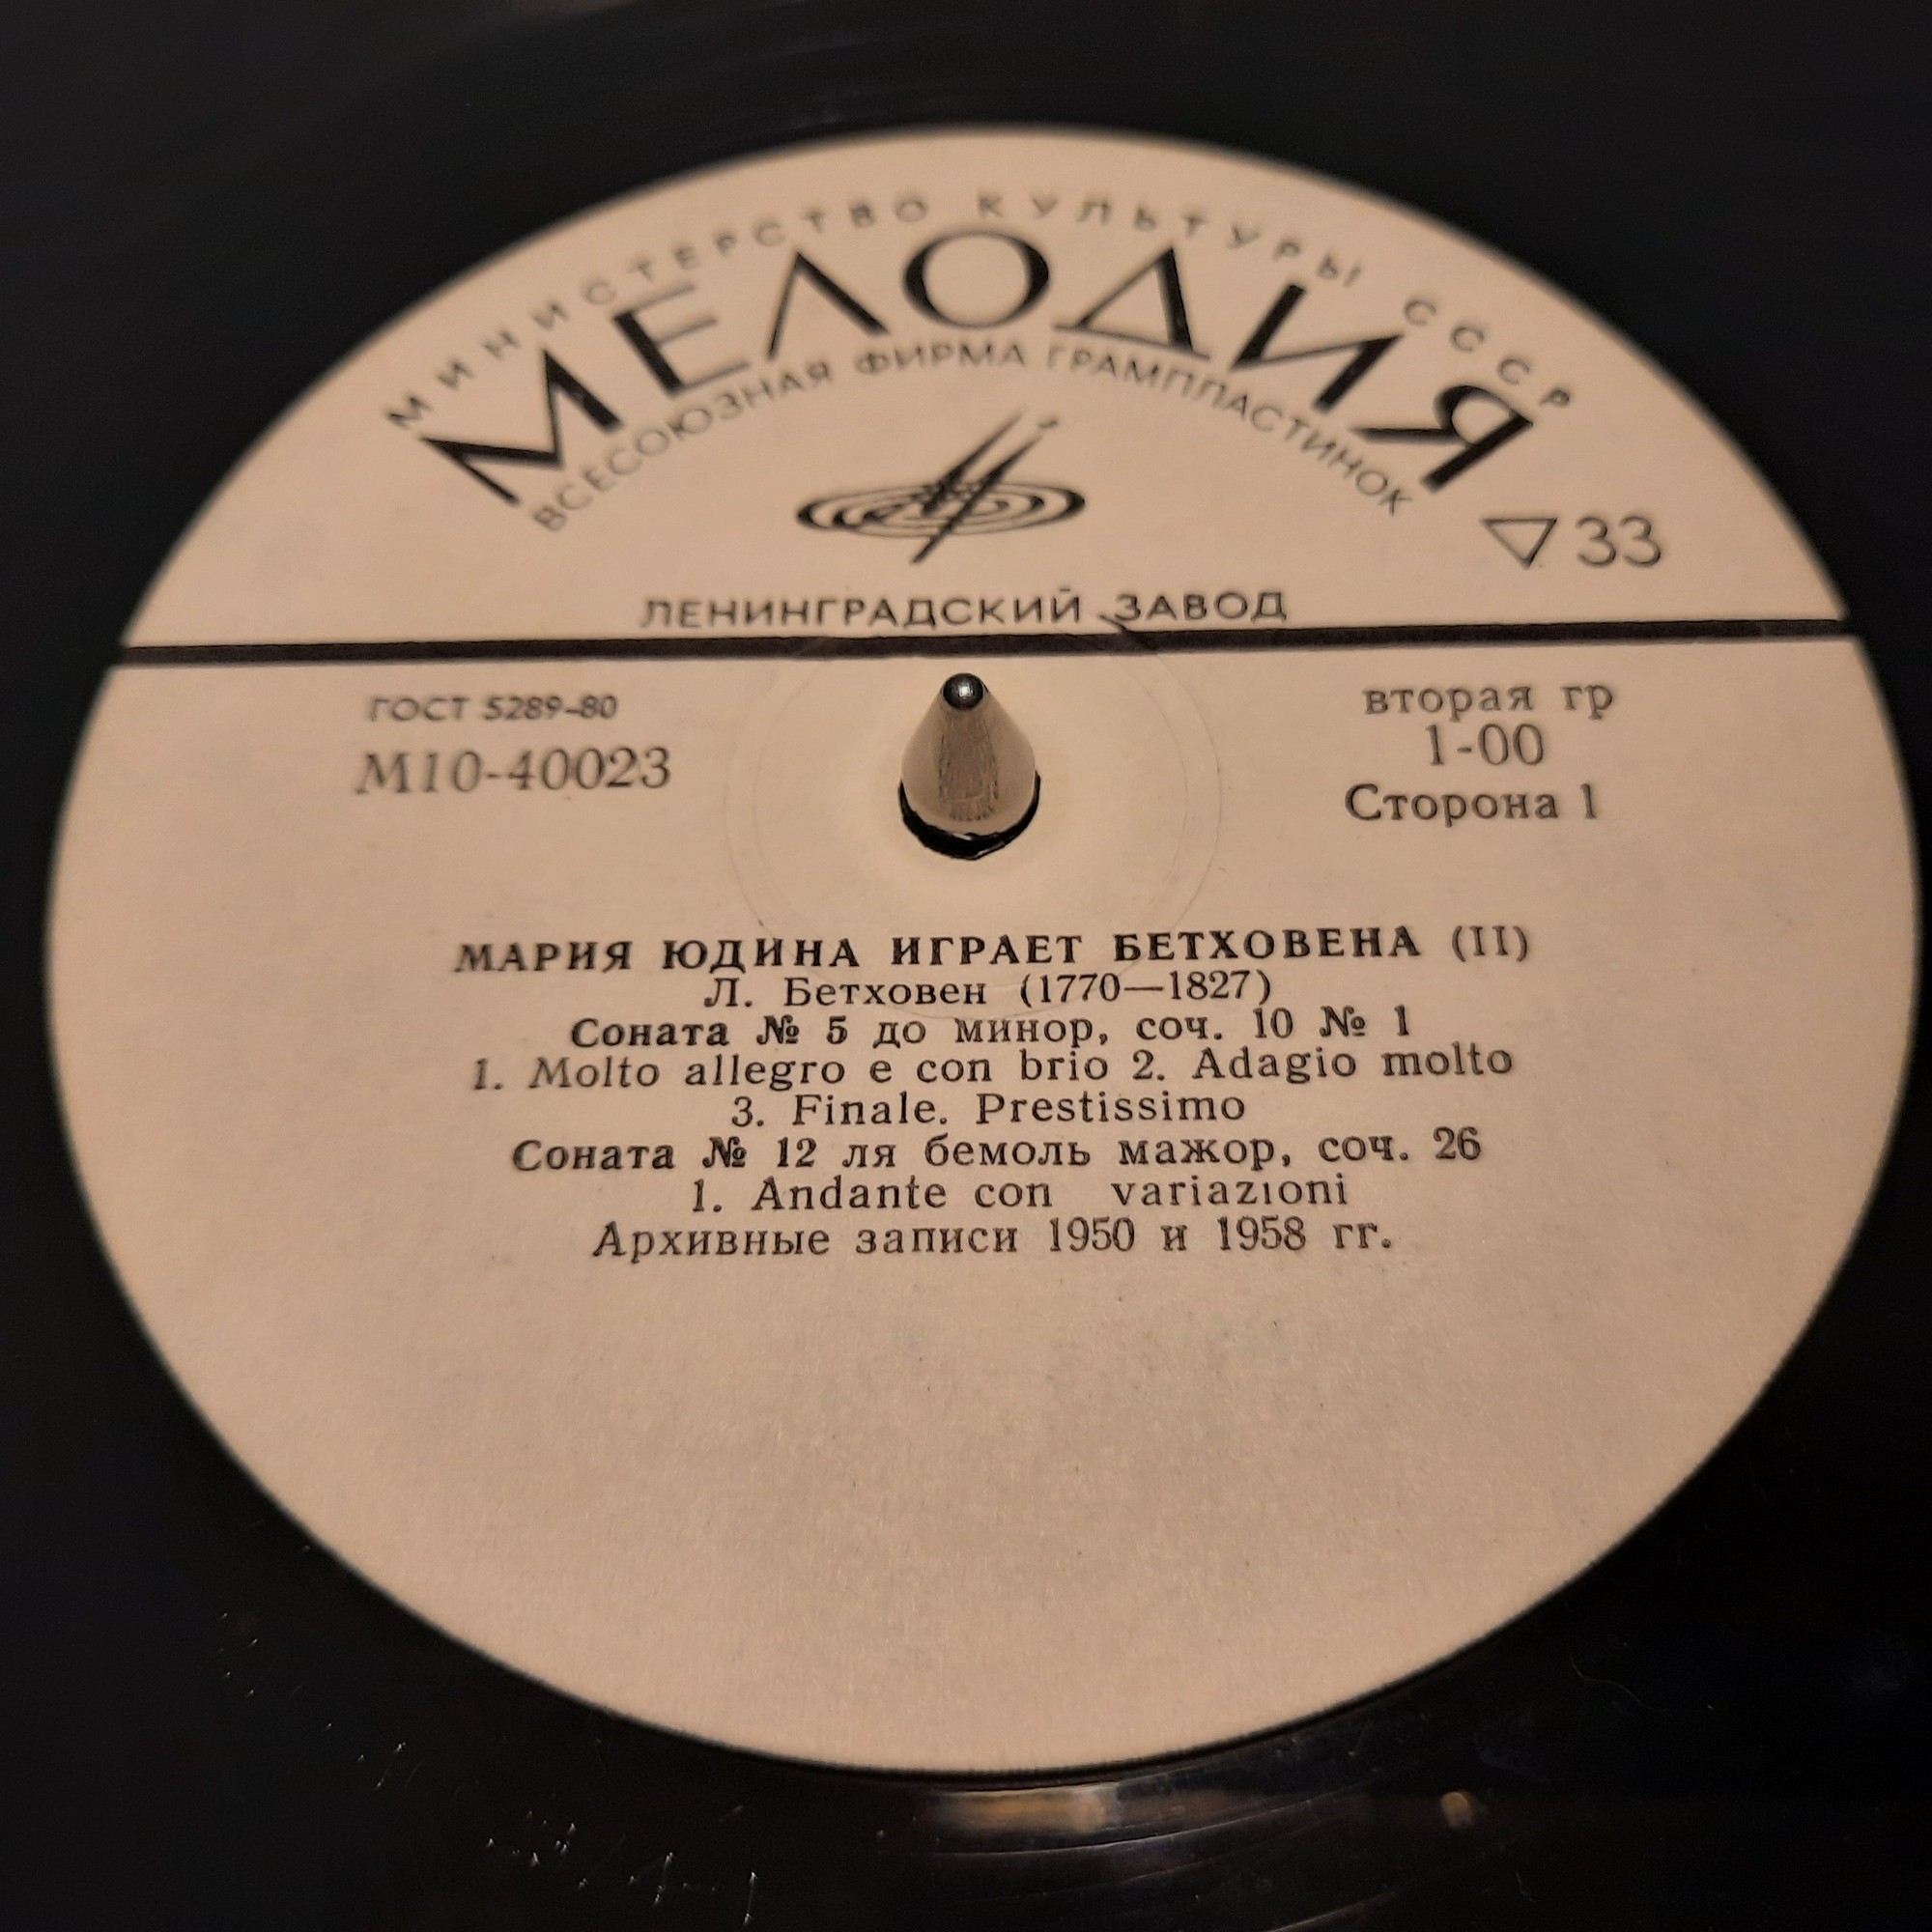 МИНИСТЕРСТВО КУЛЬТУРЫ СССР
МЕЛОДИЯ
ВСЕСОЮЗНАЯ ФИРМА ГРАМПЛАСТИНОК
33
ЛЕНИНГРАДСКИЙ ЗАВОД
ГОСТ 5289-80
М10-40023
вторая гр
1-00
Сторона 1
МАРИЯ ЮДИНА ИГРАЕТ БЕТХОВЕНА (II)
Л. Бетховен (1770—1827)
Соната № 5 до минор, соч. 10 № 1
1. Molto allegro e con brio 2. Adagio molto
3. Finale. Prestissimo
Соната № 12 ля бемоль мажор, соч. 26
1. Andante con variazioni
Архивные записи 1950 и 1958 гг.